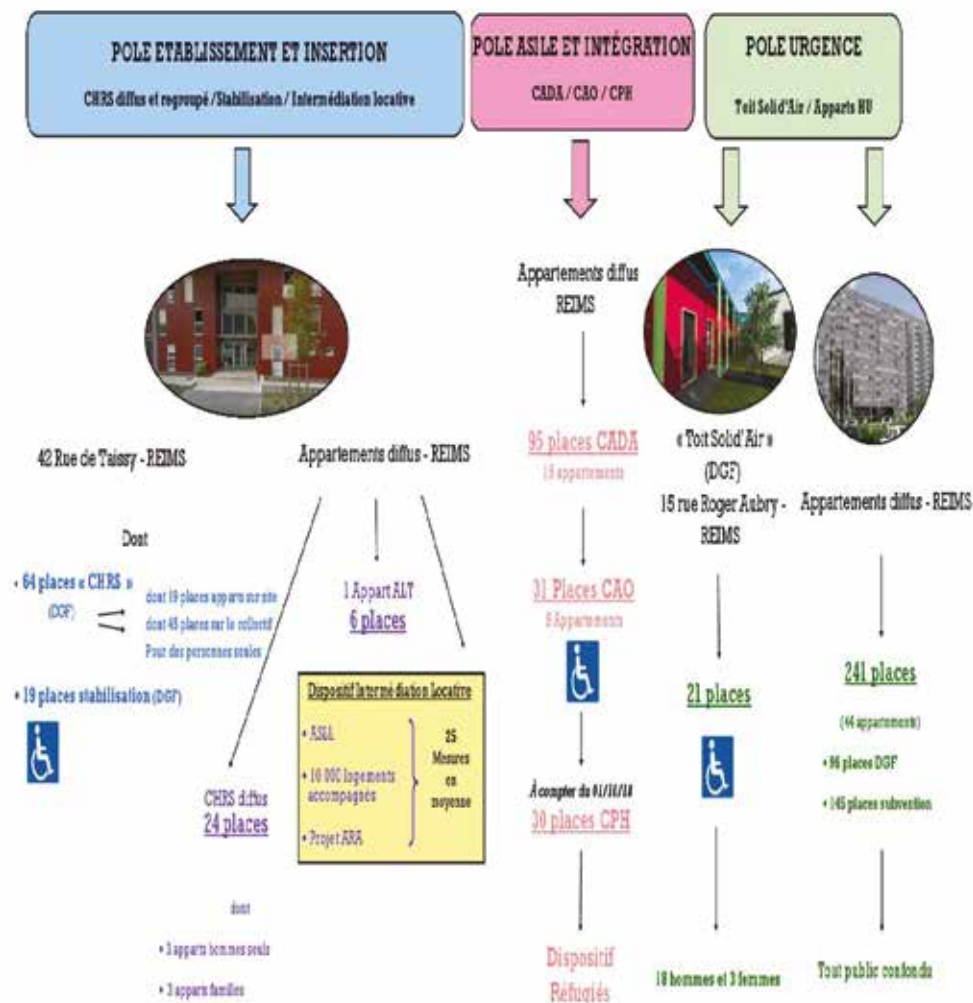 POLE ETABLISSEMENT ET INSERTION
CHRS diffus et regroupé /Stabilisation / Intermédiation locative
42 Rue de Taissy - REIMS
Dont
• 64 places « CHRS »
(DGF)
dont 19 places apparts sur site
dont 45 places sur le collectif
Pour des personnes seules
• 19 places stabilisation (DGF)
Appartements diffus - REIMS
1 Appart ALT
6 places
CHRS diffus
24 places
dont
• 3 apparts hommes seuls
• 3 apparts familles
Dispositif Intermédiation Locative
• ASLL
• 10 000 logements
accompagnés
• Projet ARA
25
Mesures
en
moyenne
POLE ASILE ET INTÉGRATION
CADA / CAO / CPH
Appartements diffus
REIMS
95 places CADA
appartements
31 Places CAO
Appartements
À compter du
30 places CPH
Dispositif
Réfugiés
POLE URGENCE
Toit Solid'Air / Apparts HU
« Toit Solid'Air »
(DGF)
15 rue Roger Aubry -
REIMS
21 places
18 hommes et 3 femmes
Appartements diffus - REIMS
241 places
(44 appartements)
• 96 places DGF
• 145 places subvention
Tout public confondu